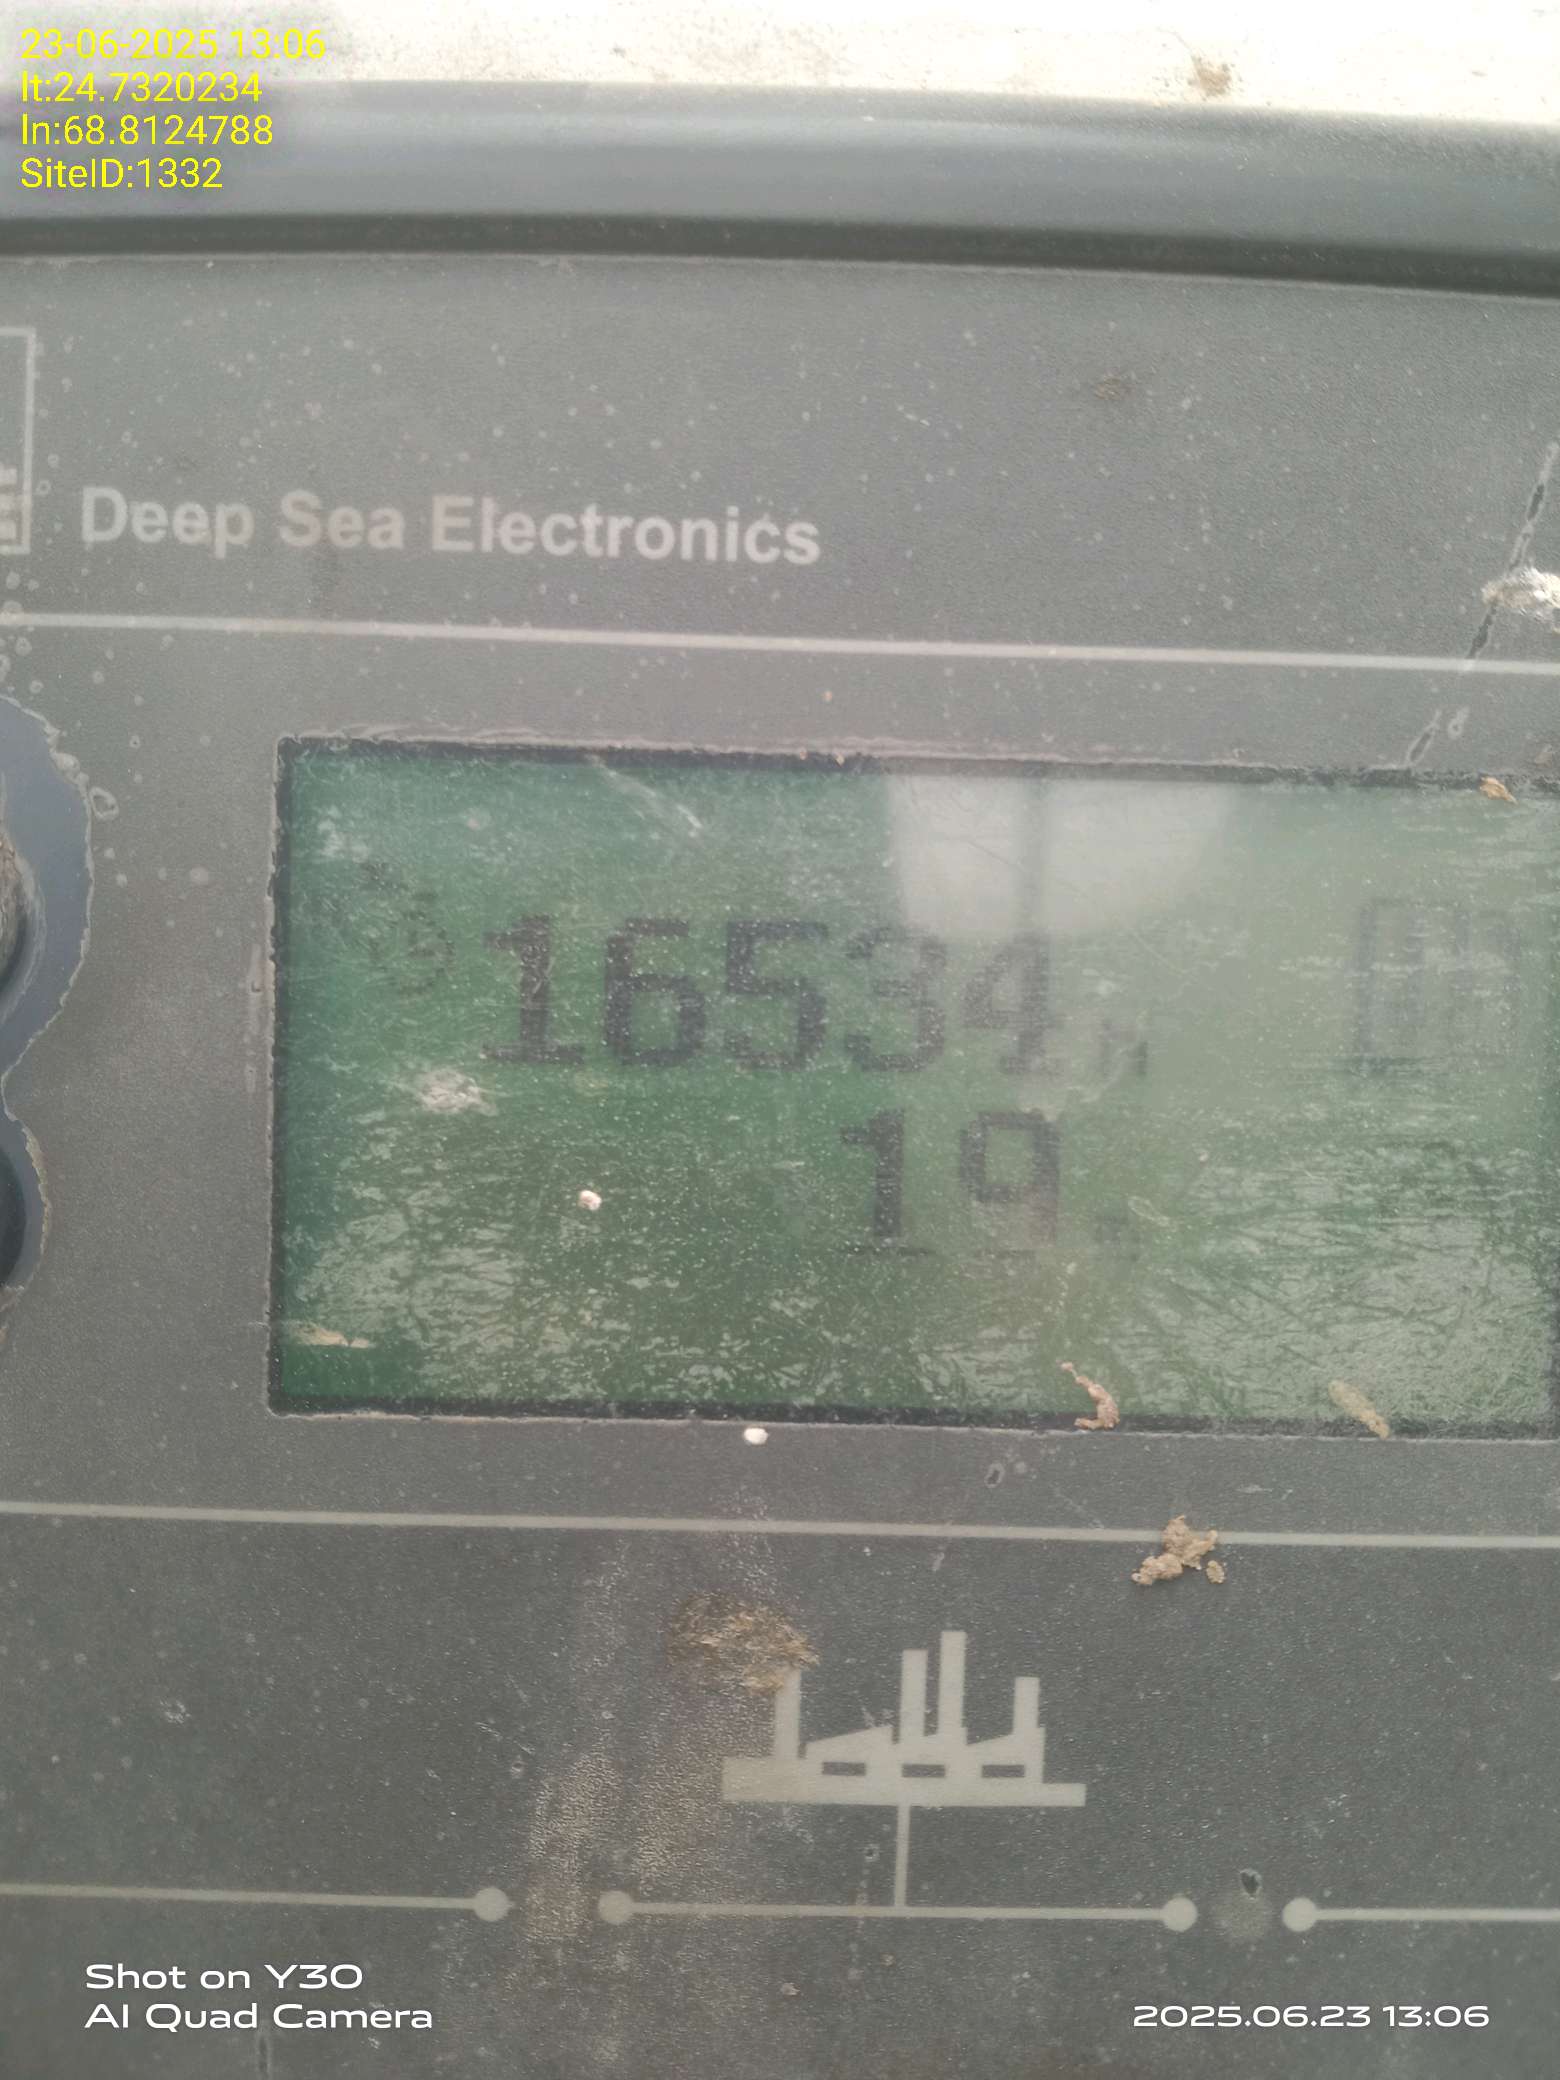 23-06-2025 13:06
lt:24.7320234
ln:68.8124788
SiteID:1332
Deep Sea Electronics
16534 H
19
Shot on Y30
AI Quad Camera
2025.06.23 13:06